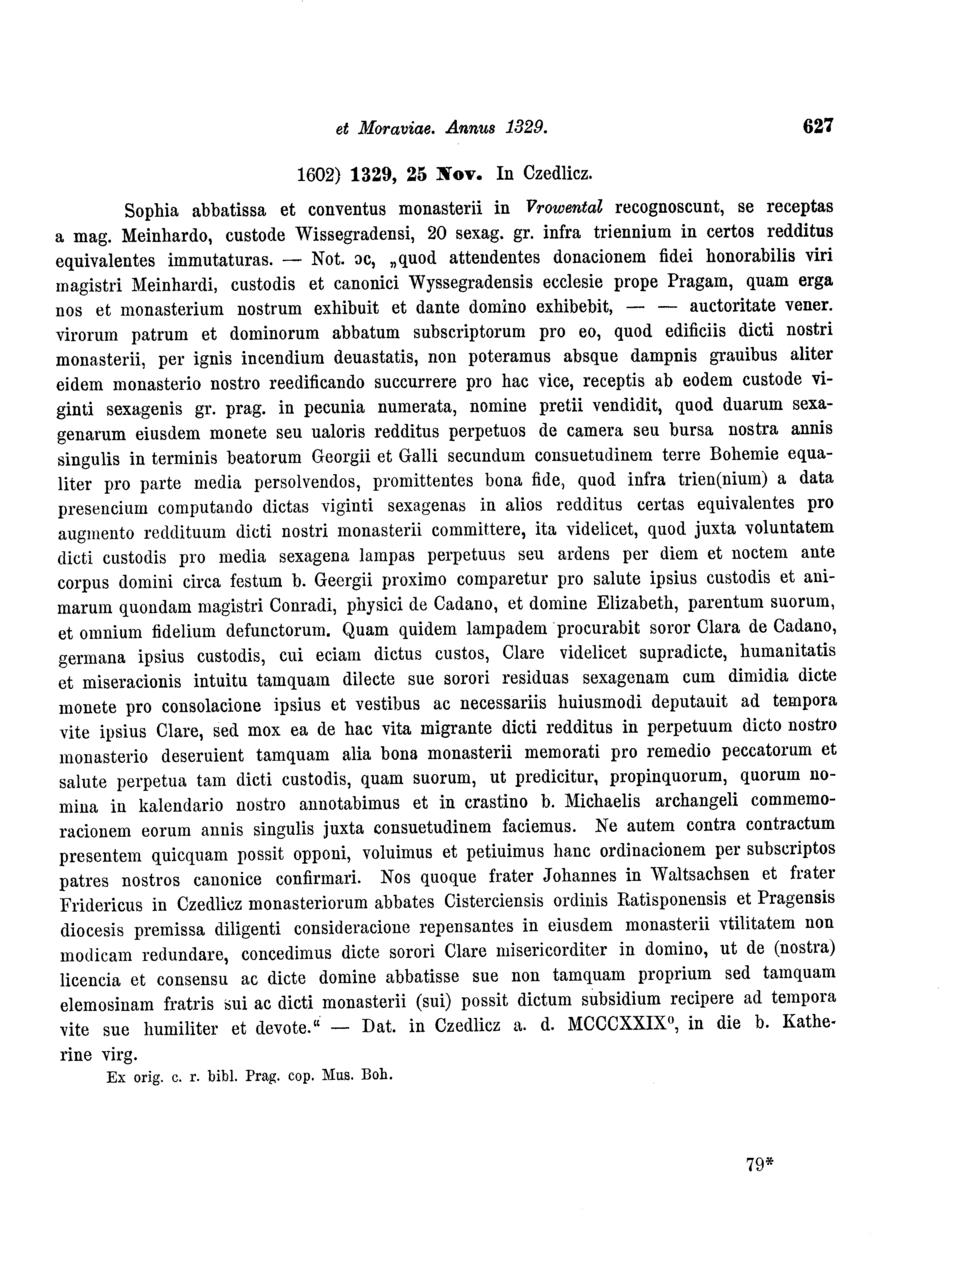 et Moraviae. Annus 1329. 627
1602) 1329, 25 Nov. In Czedlicz.
Sophia abbatissa et conventus monasterii in Vrowental recognoscunt, se receptas
a mag. Meinhardo, custode Wissegradensi, 20 sexag. gr. infra triennium in certos redditus
equivalentes immutaturas. — Not. ɔc, „quod attendentes donacionem fidei honorabilis viri
magistri Meinhardi, custodis et canonici Wyssegradensis ecclesie prope Pragam, quam erga
nos et monasterium nostrum exhibuit et dante domino exhibebit, — — auctoritate vener.
virorum patrum et dominorum abbatum subscriptorum pro eo, quod edificiis dicti nostri
monasterii, per ignis incendium deuastatis, non poteramus absque dampnis grauibus aliter
eidem monasterio nostro reedificando succurrere pro hac vice, receptis ab eodem custode vi-
ginti sexagenis gr. prag. in pecunia numerata, nomine pretii vendidit, quod duarum sexa-
genarum eiusdem monete seu ualoris redditus perpetuos de camera seu bursa nostra annis
singulis in terminis beatorum Georgii et Galli secundum consuetudinem terre Bohemie equa-
liter pro parte media persolvendos, promittentes bona fide, quod infra trien(nium) a data
presencium computando dictas viginti sexagenas in alios redditus certas equivalentes pro
augmento reddituum dicti nostri monasterii committere, ita videlicet, quod juxta voluntatem
dicti custodis pro media sexagena lampas perpetuus seu ardens per diem et noctem ante
corpus domini circa festum b. Geergii proximo comparetur pro salute ipsius custodis et ani-
marum quondam magistri Conradi, physici de Cadano, et domine Elizabeth, parentum suorum,
et omnium fidelium defunctorum. Quam quidem lampadem procurabit soror Clara de Cadano,
germana ipsius custodis, cui eciam dictus custos, Clare videlicet supradicte, humanitatis
et miseracionis intuitu tamquam dilecte sue sorori residuas sexagenam cum dimidia dicte
monete pro consolacione ipsius et vestibus ac necessariis huiusmodi deputauit ad tempora
vite ipsius Clare, sed mox ea de hac vita migrante dicti redditus in perpetuum dicto nostro
monasterio deseruient tamquam alia bona monasterii memorati pro remedio peccatorum et
salute perpetua tam dicti custodis, quam suorum, ut predicitur, propinquorum, quorum no-
mina in kalendario nostro annotabimus et in crastino b. Michaelis archangeli commemo-
racionem eorum annis singulis juxta consuetudinem faciemus. Ne autem contra contractum
presentem quicquam possit opponi, voluimus et petiuimus hanc ordinacionem per subscriptos
patres nostros canonice confirmari. Nos quoque frater Johannes in Waltsachsen et frater
Fridericus in Czedlicz monasteriorum abbates Cisterciensis ordinis Ratisponensis et Pragensis
diocesis premissa diligenti consideracione repensantes in eiusdem monasterii vtilitatem non
modicam redundare, concedimus dicte sorori Clare misericorditer in domino, ut de (nostra)
licencia et consensu ac dicte domine abbatisse sue non tamquam proprium sed tamquam
elemosinam fratris sui ac dicti monasterii (sui) possit dictum subsidium recipere ad tempora
vite sue humiliter et devote.“ — Dat. in Czedlicz a. d. MCCCXXIX⁰, in die b. Kathe-
rine virg.
Ex orig. c. r. bibl. Prag. cop. Mus. Boh.
79*